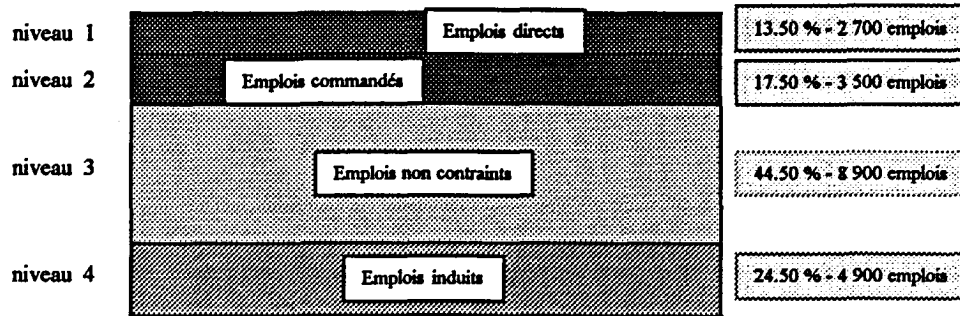 niveau 1
Emplois directs
13.50 % - 2 700 emplois
niveau 2
Emplois commandés
17.50 % - 3 500 emplois
niveau 3
Emplois non contraints
44.50 % - 8 900 emplois
niveau 4
Emplois induits
24.50 % - 4 900 emplois